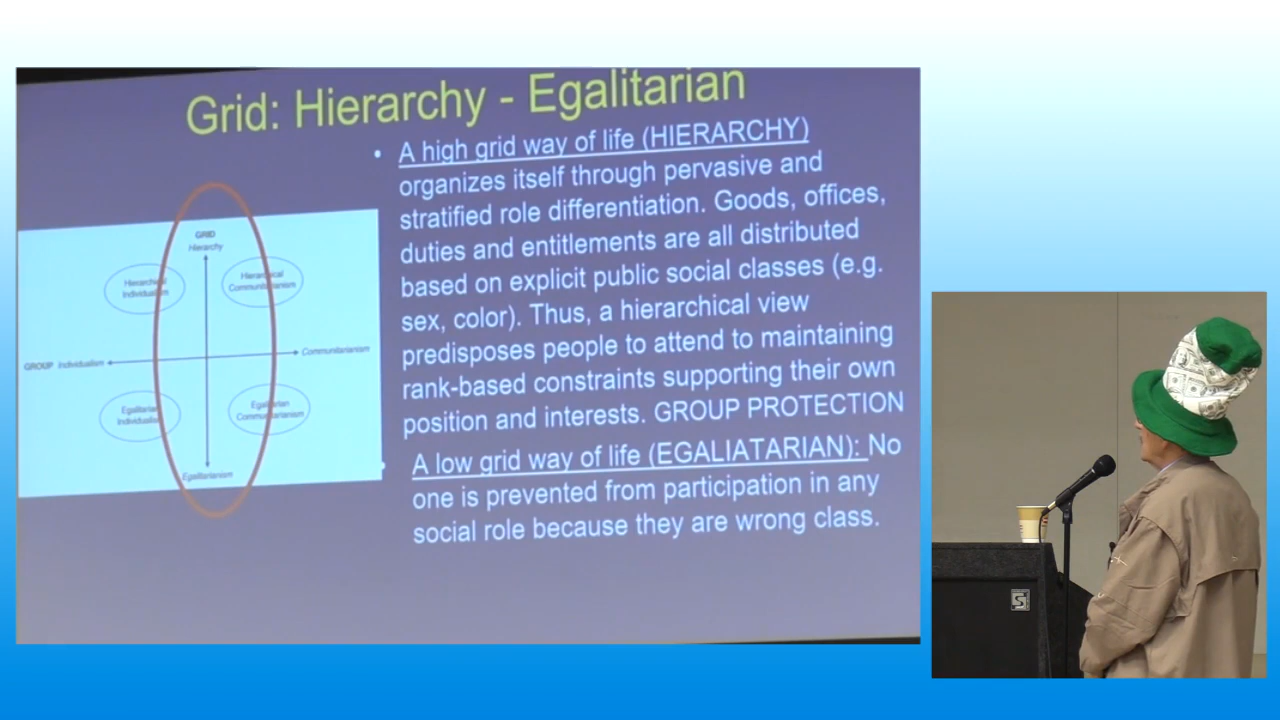 Grid: Hierarchy - Egalitarian
• A high grid way of life (HIERARCHY)
organizes itself through pervasive and
stratified role differentiation. Goods, offices,
duties and entitlements are all distributed
based on explicit public social classes (e.g.
sex, color). Thus, a hierarchical view
predisposes people to attend to maintaining
rank-based constraints supporting their own
position and interests. GROUP PROTECTION
• A low grid way of life (EGALIATARIAN): No
one is prevented from participation in any
social role because they are wrong class.
GRID
Hierarchy
Hierarchical
Individualism
Hierarchical
Communitarianism
GROUP Individualism
Communitarianism
Egalitarian
Individualism
Egalitarian
Communitarianism
Egalitarianism